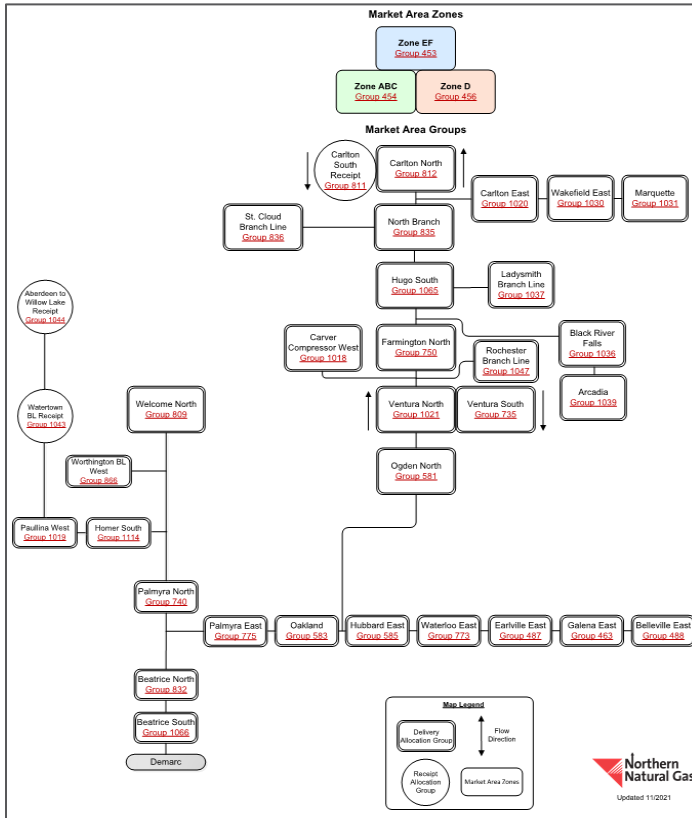 Market Area Zones
Zone EF
Group 453
Zone ABC
Group 454
Zone D
Group 456
Market Area Groups
Carlton
South
Receipt
Group 811
Carlton North
Group 812
Carlton East
Group 1020
Wakefield East
Group 1030
Marquette
Group 1031
St. Cloud
Branch Line
Group 836
North Branch
Group 835
Hugo South
Group 1065
Ladysmith
Branch Line
Group 1037
Aberdeen to
Willow Lake
Receipt
Group 1044
Carver
Compressor West
Group 1018
Farmington North
Group 750
Rochester
Branch Line
Group 1047
Black River
Falls
Group 1036
Arcadia
Group 1039
Watertown
BL Receipt
Group 1043
Welcome North
Group 809
Ventura North
Group 1021
Ventura South
Group 735
Ogden North
Group 581
Worthington BL
West
Group 866
Paullina West
Group 1019
Homer South
Group 1114
Palmyra North
Group 740
Palmyra East
Group 775
Oakland
Group 583
Hubbard East
Group 585
Waterloo East
Group 773
Earlville East
Group 487
Galena East
Group 463
Belleville East
Group 488
Beatrice North
Group 832
Beatrice South
Group 1066
Demarc
Map Legend
Delivery
Allocation Group
Flow
Direction
Receipt
Allocation
Group
Market Area Zones
Northern
Natural Gas
Updated 11/2021